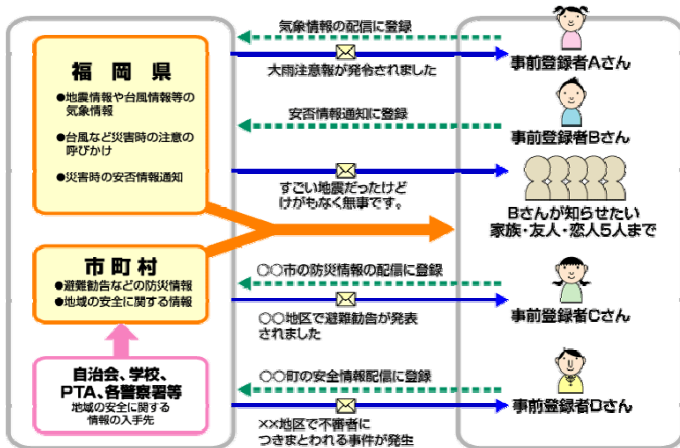 福岡県
●地震情報や台風情報等の
気象情報
●台風など災害時の注意の
呼びかけ
●災害時の安否情報通知
市町村
●避難勧告などの防災情報
●地域の安全に関する情報
自治会、学校、
PTA、各警察署等
地域の安全に関する
情報の入手先
気象情報の配信に登録
大雨注意報が発令されました
安否情報通知に登録
すごい地震だったけど
けがもなく無事です。
〇〇市の防災情報の配信に登録
〇〇地区で避難勧告が発表
されました
〇〇町の安全情報配信に登録
××地区で不審者に
つきまとわれる事件が発生
事前登録者Aさん
事前登録者Bさん
Bさんが知らせたい
家族・友人・恋人5人まで
事前登録者Cさん
事前登録者Dさん